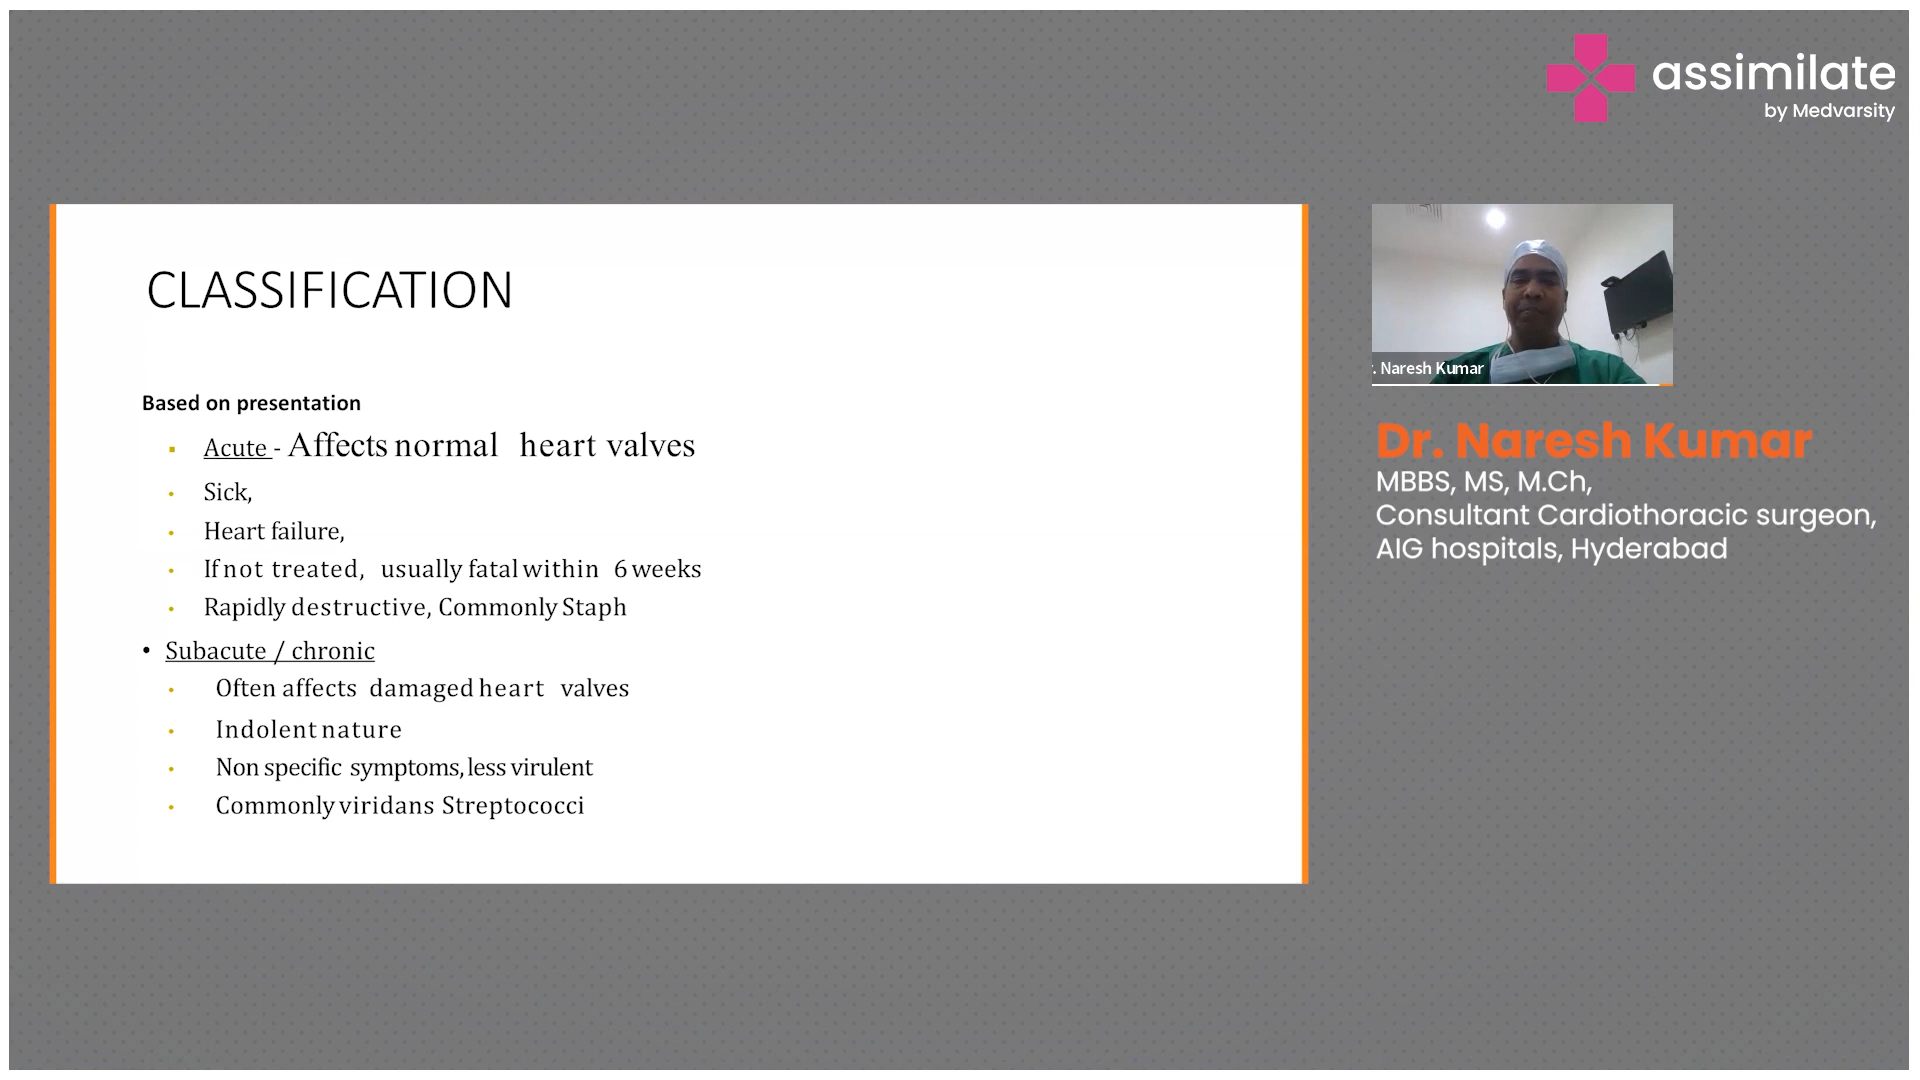 assimilate
by Medvarsity
CLASSIFICATION
Based on presentation
Acute - Affects normal heart valves
Sick,
Heart failure,
If not treated, usually fatal within 6 weeks
Rapidly destructive, Commonly Staph
• Subacute / chronic
Often affects damaged heart valves
Indolent nature
Non specific symptoms, less virulent
Commonly viridans Streptococci
. Naresh Kumar
Dr. Naresh Kumar
MBBS, MS, M.Ch,
Consultant Cardiothoracic surgeon,
AIG hospitals, Hyderabad